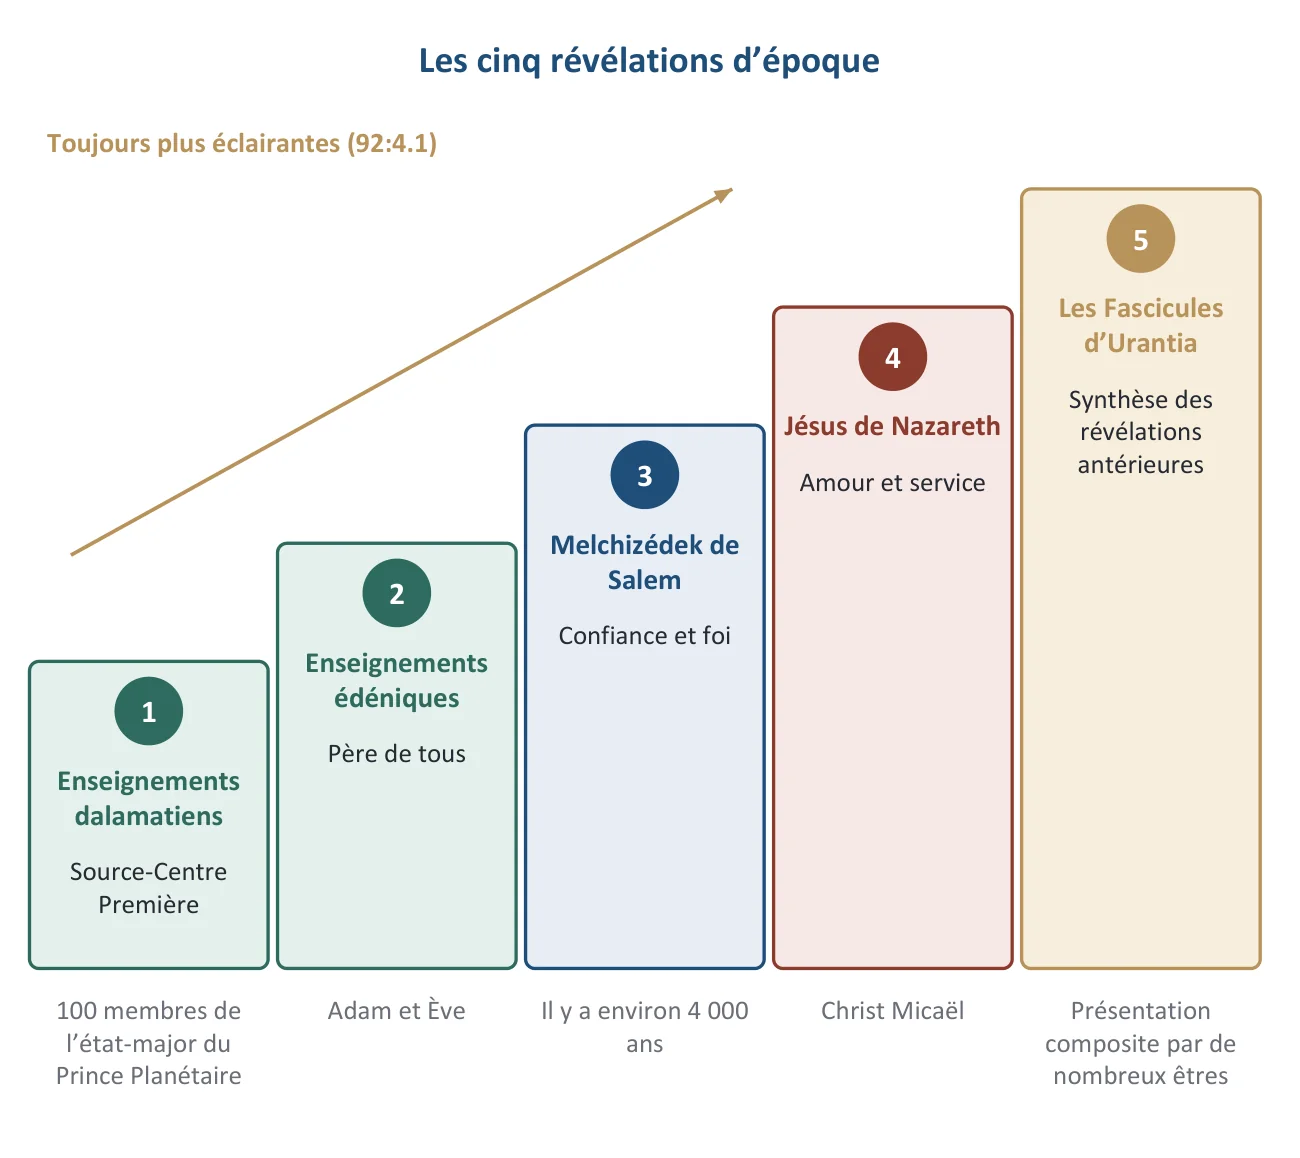 Les cinq révélations d’époque
Toujours plus éclairantes (92:4.1)
1
Enseignements
dalamatiens
Source-Centre
Première
100 membres de
l’état-major du
Prince Planétaire
2
Enseignements
édéniques
Père de tous
Adam et Ève
3
Melchizédek de
Salem
Confiance et foi
Il y a environ 4 000
ans
4
Jésus de Nazareth
Amour et service
Christ Micaël
5
Les Fascicules
d’Urantia
Synthèse des
révélations
antérieures
Présentation
composite par de
nombreux êtres